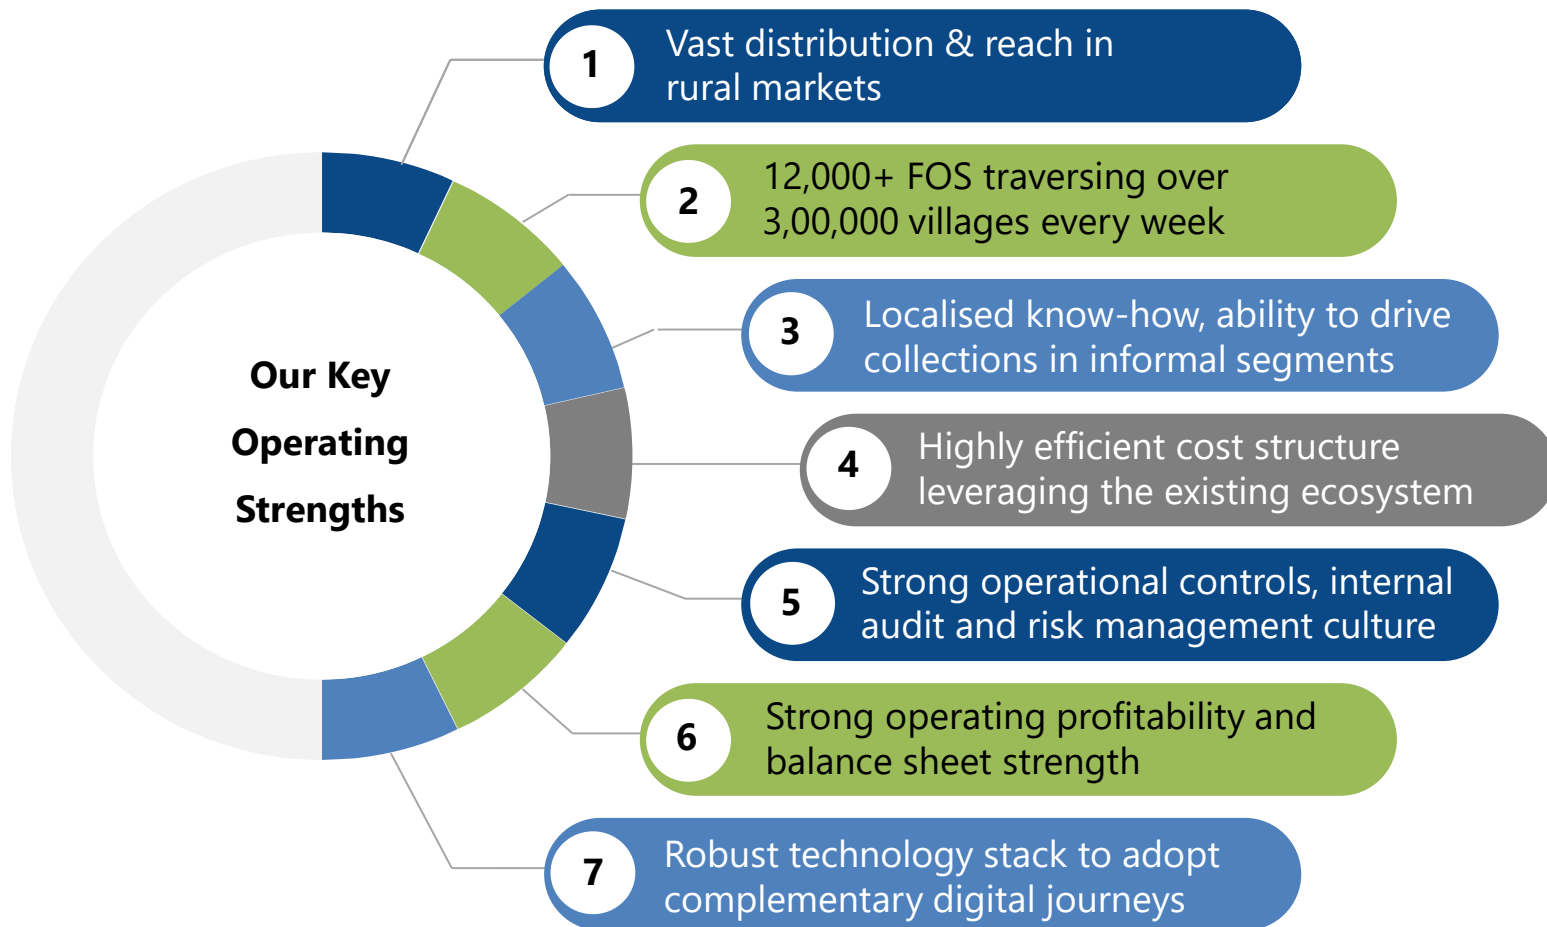 Our Key
Operating
Strengths
1
Vast distribution & reach in
rural markets
2
12,000+ FOS traversing over
3,00,000 villages every week
3
Localised know-how, ability to drive
collections in informal segments
4
Highly efficient cost structure
leveraging the existing ecosystem
5
Strong operational controls, internal
audit and risk management culture
6
Strong operating profitability and
balance sheet strength
7
Robust technology stack to adopt
complementary digital journeys